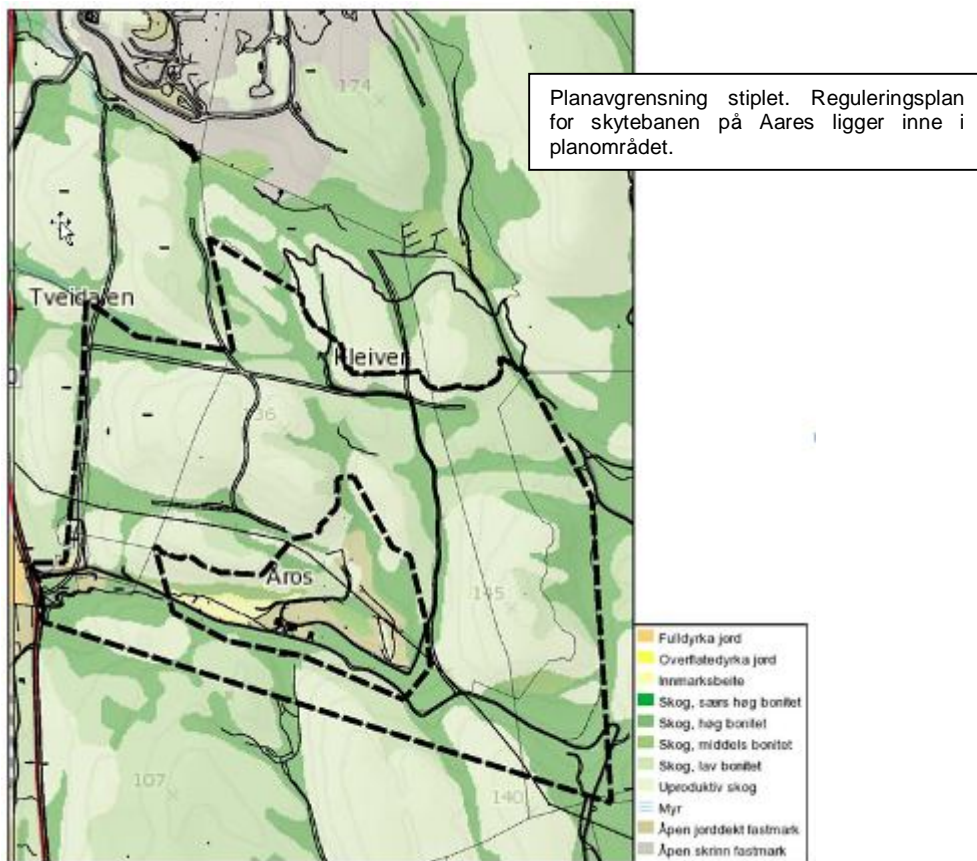 174
Planavgrensning stiplet. Reguleringsplan
for skytebanen på Aares ligger inne i
planområdet.
Tveidalen
Kleiver
Åros
145
107
140
Fulldyrka jord
Overflatedyrka jord
Innmarksbeite
Skog, særs høg bonitet
Skog, høg bonitet
Skog, middels bonitet
Skog, lav bonitet
Uproduktiv skog
Myr
Åpen jorddekt fastmark
Åpen skrinn fastmark